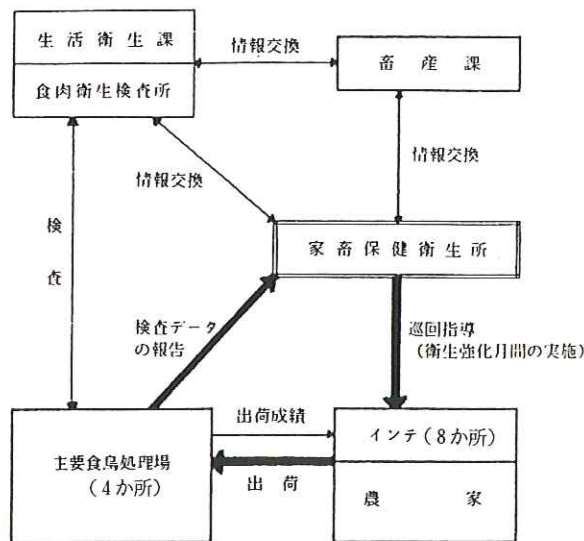 生活衛生課
食肉衛生検査所
情報交換
畜産課
情報交換
情報交換
検査
家畜保健衛生所
検査データ
の報告
巡回指導
(衛生強化月間の実施)
出荷成績
インテ(8か所)
主要食鳥処理場
(4か所)
出荷
農家